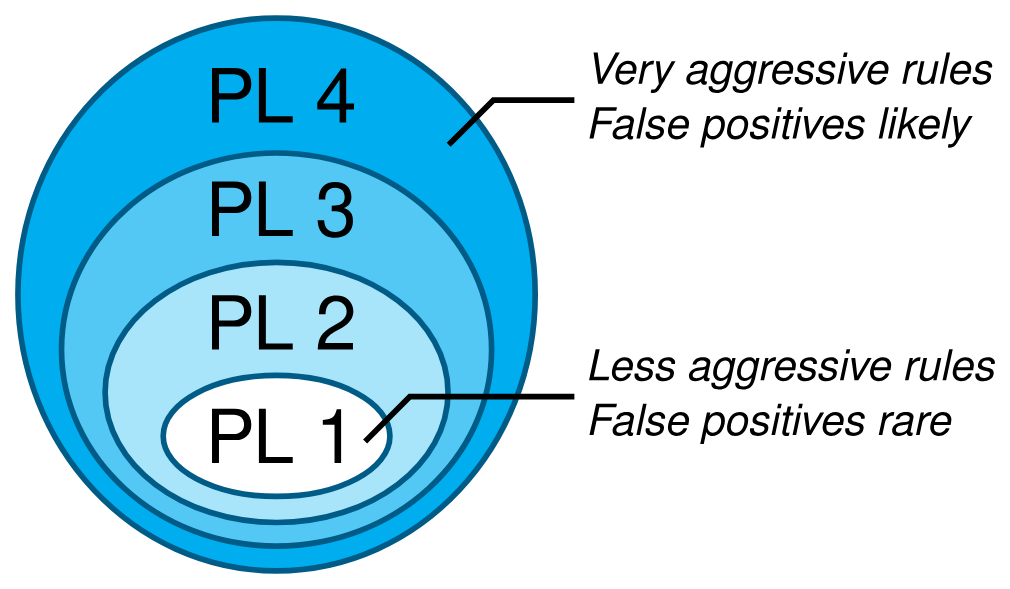 PL 4
Very aggressive rules
False positives likely
PL 3
PL 2
PL 1
Less aggressive rules
False positives rare